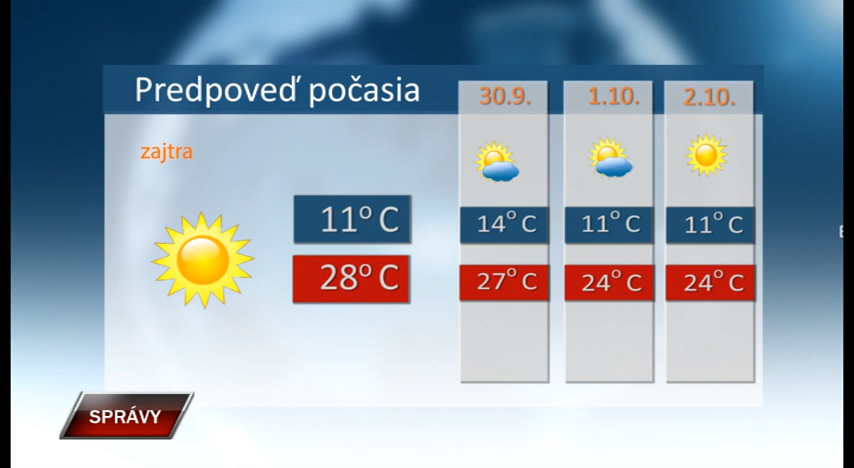 Predpoveď počasia
zajtra
11° C
28° C
30.9.
14° C
27° C
1.10.
11° C
24° C
2.10.
11° C
24° C
SPRÁVY